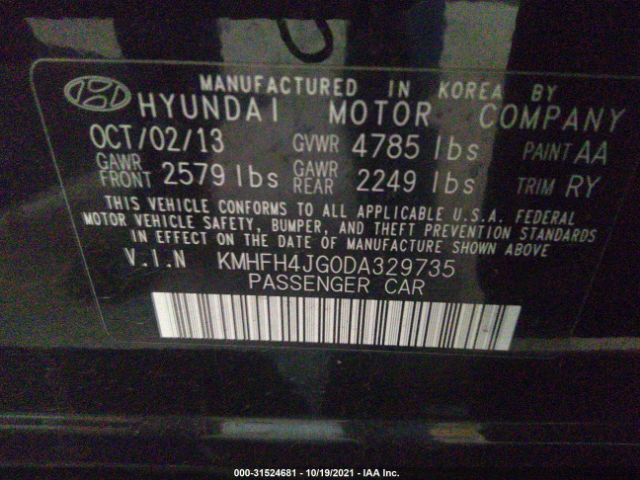 MANUFACTURED IN KOREA BY
HYUNDAI MOTOR COMPANY
OCT/02/13 GVWR 4785 lbs PAINT AA
GAWR FRONT 2579 lbs GAWR REAR 2249 lbs TRIM RY
THIS VEHICLE CONFORMS TO ALL APPLICABLE U.S.A. FEDERAL
MOTOR VEHICLE SAFETY, BUMPER, AND THEFT PREVENTION STANDARDS
IN EFFECT ON THE DATE OF MANUFACTURE SHOWN ABOVE
V.I.N KMHFH4JG0DA329735
PASSENGER CAR
000-31524681 - 10/19/2021 - IAA Inc.